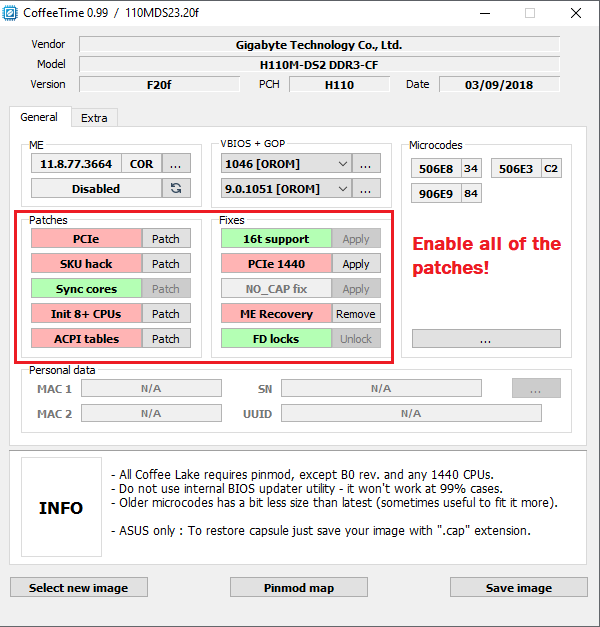 CoffeeTime 0.99 / 110MDS23.20f
Vendor Gigabyte Technology Co., Ltd.
Model H110M-DS2 DDR3-CF
Version F20f PCH H110 Date 03/09/2018
General Extra
ME
11.8.77.3664 COR ...
Disabled
VBIOS + GOP
1046 [OROM] ...
9.0.1051 [OROM] ...
Microcodes
506E8 34 506E3 C2
906E9 84
Patches
PCIe Patch
SKU hack Patch
Sync cores Patch
Init 8+ CPUs Patch
ACPI tables Patch
Fixes
16t support Apply
PCIe 1440 Apply
NO_CAP fix Apply
ME Recovery Remove
FD locks Unlock
Enable all of the
patches!
...
Personal data
MAC 1 N/A SN N/A ...
MAC 2 N/A UUID N/A
INFO
- All Coffee Lake requires pinmod, except B0 rev. and any 1440 CPUs.
- Do not use internal BIOS updater utility - it won't work at 99% cases.
- Older microcodes has a bit less size than latest (sometimes useful to fit it more).
- ASUS only : To restore capsule just save your image with ".cap" extension.
Select new image Pinmod map Save image